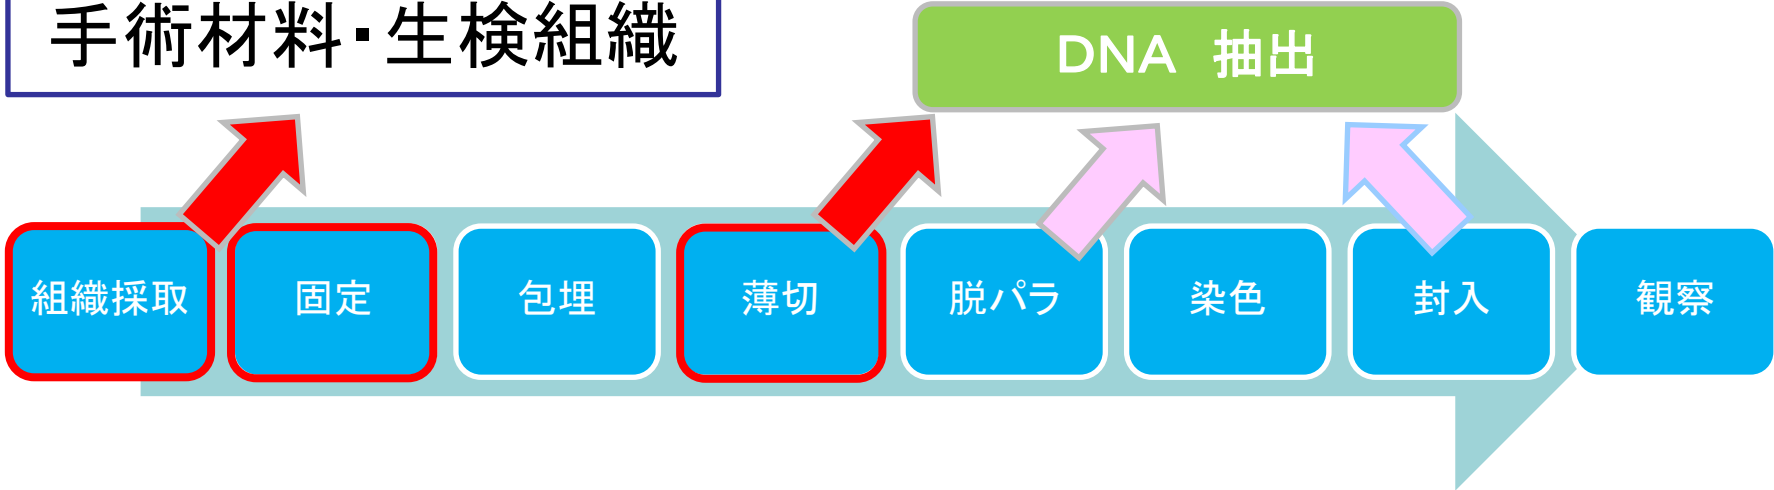 手術材料・生検組織
DNA 抽出
組織採取
固定
包埋
薄切
脱パラ
染色
封入
観察